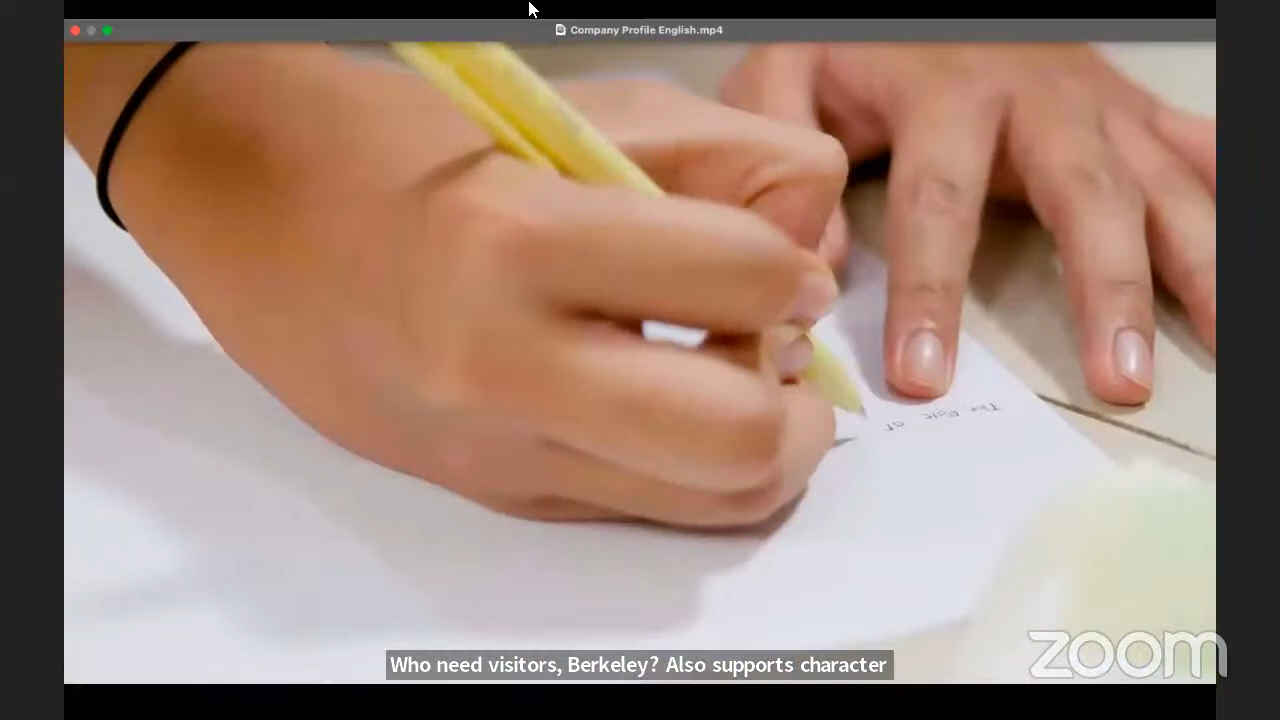 Company Profile English.mp4
Who need visitors, Berkeley? Also supports character
zoom